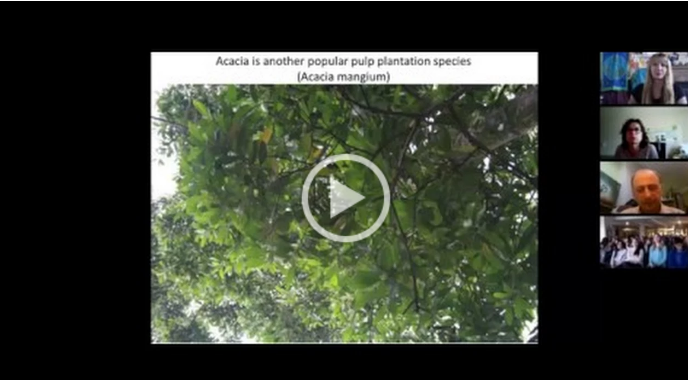 Acacia is another popular pulp plantation species
(Acacia mangium)